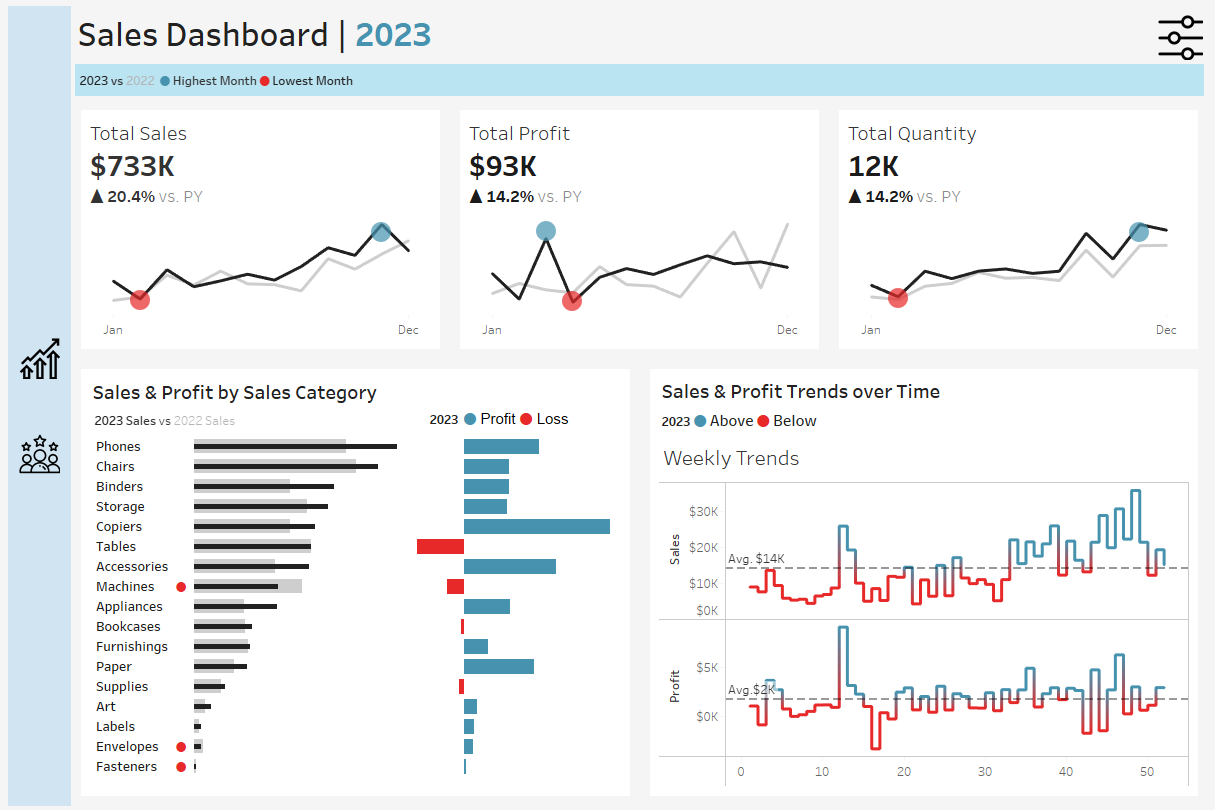 Sales Dashboard | 2023
2023 vs 2022 Highest Month Lowest Month
Total Sales
$733K
▲ 20.4% vs. PY
Jan Dec
Total Profit
$93K
▲ 14.2% vs. PY
Jan Dec
Total Quantity
12K
▲ 14.2% vs. PY
Jan Dec
Sales & Profit by Sales Category
2023 Sales vs 2022 Sales
2023 Profit Loss
Phones
Chairs
Binders
Storage
Copiers
Tables
Accessories
Machines
Appliances
Bookcases
Furnishings
Paper
Supplies
Art
Labels
Envelopes
Fasteners
Sales & Profit Trends over Time
2023 Above Below
Weekly Trends
Sales
$30K
$20K
Avg. $14K
$10K
$0K
Profit
$5K
Avg.$2K
$0K
0 10 20 30 40 50